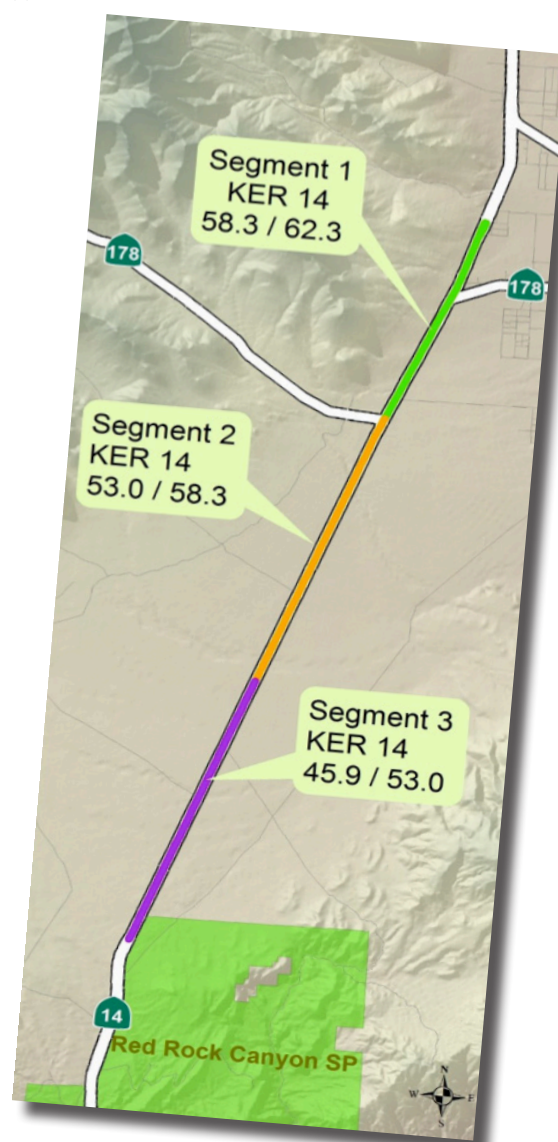 Segment 1
KER 14
58.3 / 62.3
178
178
Segment 2
KER 14
53.0 / 58.3
Segment 3
KER 14
45.9 / 53.0
14
Red Rock Canyon SP
N
W
E
S